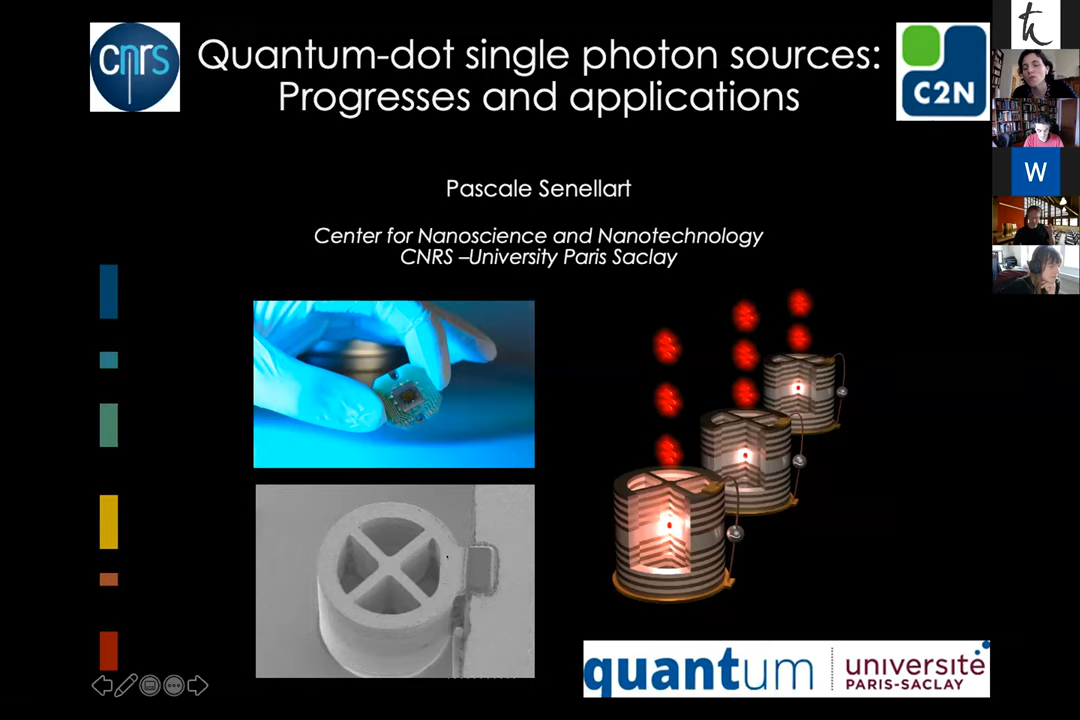 cnrs
Quantum-dot single photon sources:
Progresses and applications
C2N
W
Pascale Senellart
Center for Nanoscience and Nanotechnology
CNRS –University Paris Saclay
quantum
université
PARIS-SACLAY